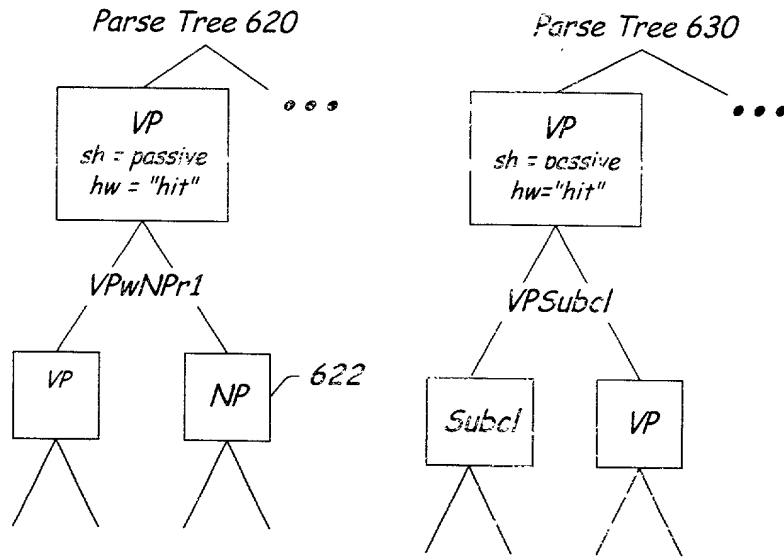 Parse Tree 620
VP
sh = passive
hw = "hit"
VPwNPr1
VP
NP
622
Parse Tree 630
VP
sh = passive
hw="hit"
VPSubcl
Subcl
VP